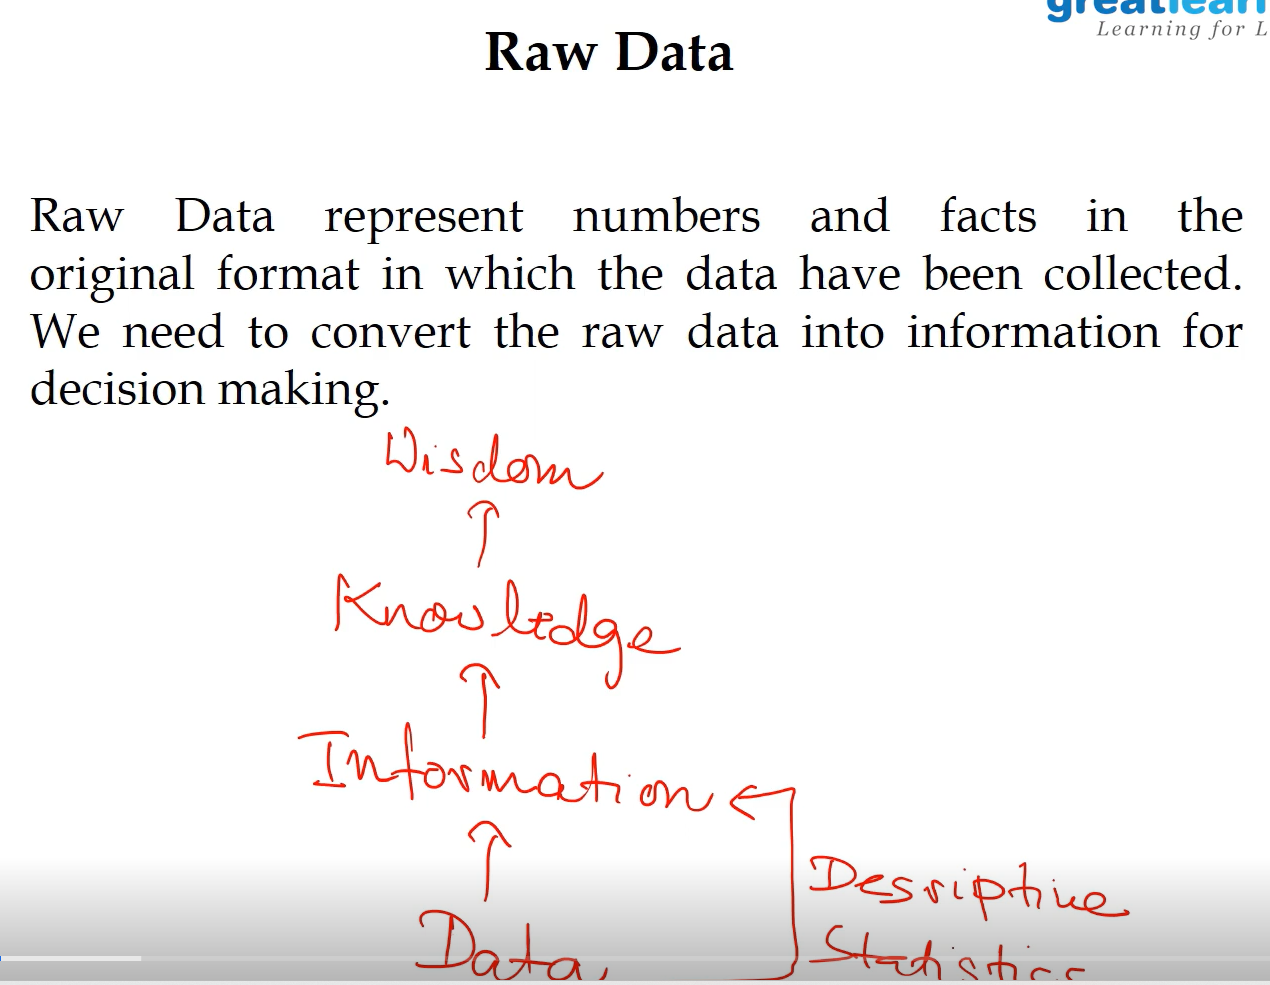 greatlearn
Learning for L
Raw Data
Raw Data represent numbers and facts in the
original format in which the data have been collected.
We need to convert the raw data into information for
decision making.
Wisdom
Knowledge
Information
Desriptive
Data
Statistics